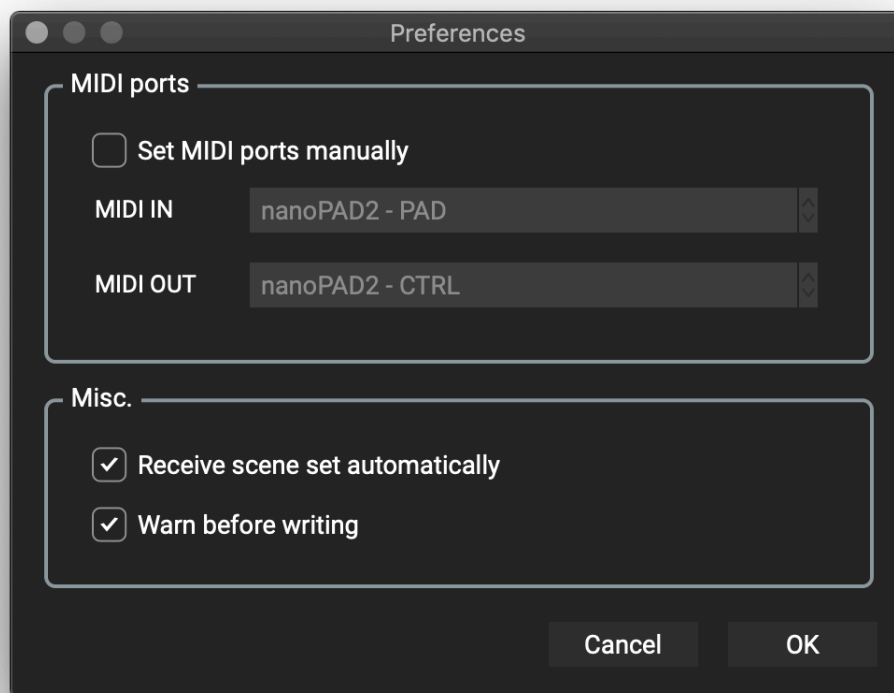 Preferences
MIDI ports
Set MIDI ports manually
MIDI IN
nanoPAD2 - PAD
MIDI OUT
nanoPAD2 - CTRL
Misc.
Receive scene set automatically
Warn before writing
Cancel
OK